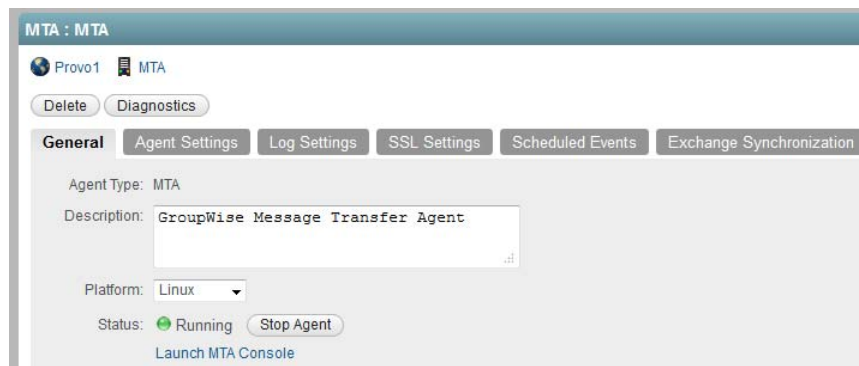 MTA : MTA
Provo1 MTA
Delete Diagnostics
General Agent Settings Log Settings SSL Settings Scheduled Events Exchange Synchronization
Agent Type: MTA
Description: GroupWise Message Transfer Agent
Platform: Linux
Status: Running Stop Agent
Launch MTA Console